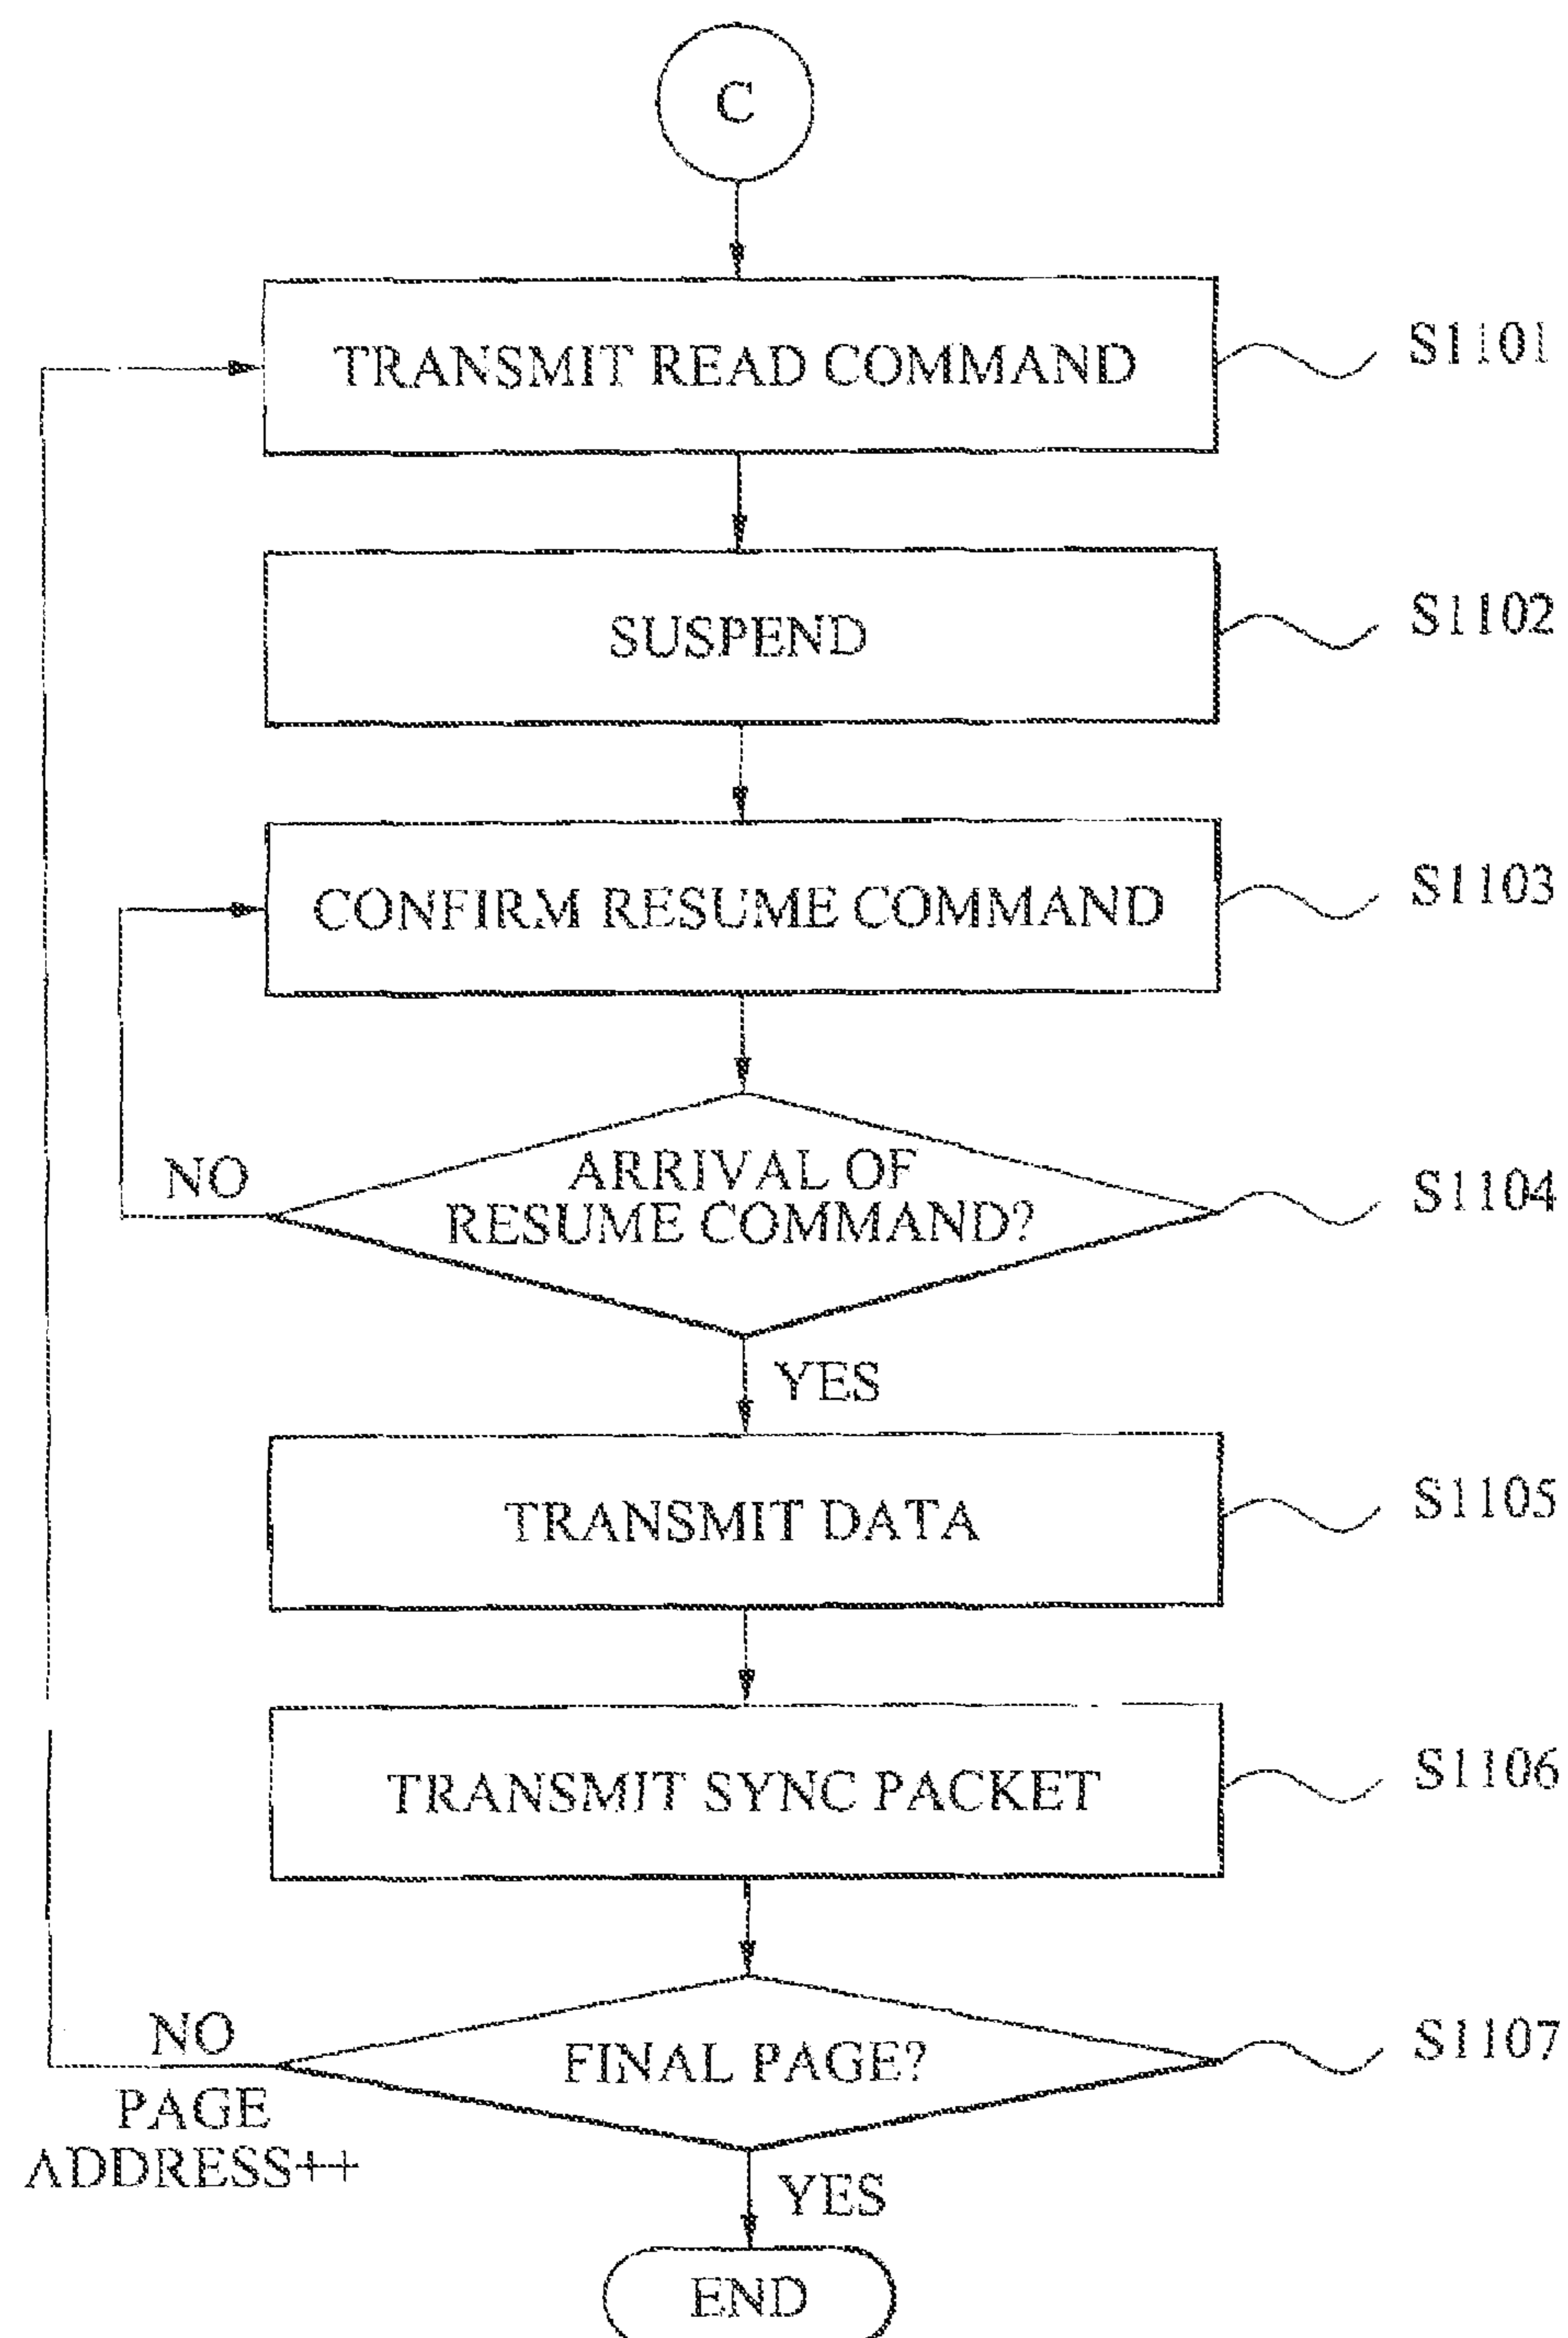 C
TRANSMIT READ COMMAND
S1101
SUSPEND
S1102
CONFIRM RESUME COMMAND
S1103
NO
ARRIVAL OF
RESUME COMMAND?
S1104
YES
TRANSMIT DATA
S1105
TRANSMIT SYNC PACKET
S1106
NO
FINAL PAGE?
S1107
PAGE
ADDRESS++
YES
END